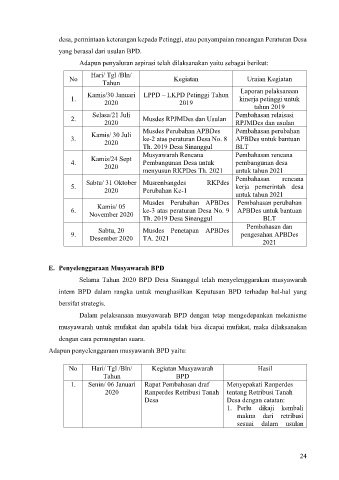 desa, permintaan keterangan kepada Petinggi, atau penyampaian rancangan Peraturan Desa
yang berasal dari usulan BPD.
Adapun penyaluran aspirasi telah dilaksanakan yaitu sebagai berikut:
No
Hari/ Tgl /Bln/
Tahun
Kegiatan
Uraian Kegiatan
1.
Kamis/30 Januari
2020
LPPD – LKPD Petinggi Tahun
2019
Laporan pelaksanaan
kinerja petinggi untuk
tahun 2019
2.
Selasa/21 Juli
2020
Musdes RPJMDes dan Usulan
Pembahasan relaisasi
RPJMDes dan usulan
3.
Kamis/ 30 Juli
2020
Musdes Perubahan APBDes
ke-2 atas peraturan Desa No. 8
Th. 2019 Desa Sinanggul
Pembahasan perubahan
APBDes untuk bantuan
BLT
4.
Kamis/24 Sept
2020
Musyawarah Rencana
Pembangunan Desa untuk
menyusun RKPDes Th. 2021
Pembahasan rencana
pembangunan desa
untuk tahun 2021
5.
Sabtu/ 31 Oktober
2020
Musrenbangdes RKPdes
Perubahan Ke-1
Pembahasan rencana
kerja pemerintah desa
untuk tahun 2021
6.
Kamis/ 05
November 2020
Musdes Perubahan APBDes
ke-3 atas peraturan Desa No. 9
Th. 2019 Desa Sinanggul
Pembahasan perubahan
APBDes untuk bantuan
BLT
9.
Sabtu, 20
Desember 2020
Musdes Penetapan APBDes
TA. 2021
Pembahasan dan
pengesahan APBDes
2021
E. Penyelenggaraan Musyawarah BPD
Selama Tahun 2020 BPD Desa Sinanggul telah menyelenggarakan musyawarah
intern BPD dalam rangka untuk menghasilkan Keputusan BPD terhadap hal-hal yang
bersifat strategis.
Dalam pelaksanaan musyawarah BPD dengan tetap mengedepankan mekanisme
musyawarah untuk mufakat dan apabila tidak bisa dicapai mufakat, maka dilaksanakan
dengan cara pemungutan suara.
Adapun penyelenggaraan musyawarah BPD yaitu:
No
Hari/ Tgl /Bln/
Tahun
Kegiatan Musyawarah
BPD
Hasil
1.
Senin/ 06 Januari
2020
Rapat Pembahasan draf
Ranperdes Retribusi Tanah
Desa
Menyepakati Ranperdes
tentang Retribusi Tanah
Desa dengan catatan:
1. Perlu dikaji kembali
makna dari retribusi
sesuai dalam usulan
24